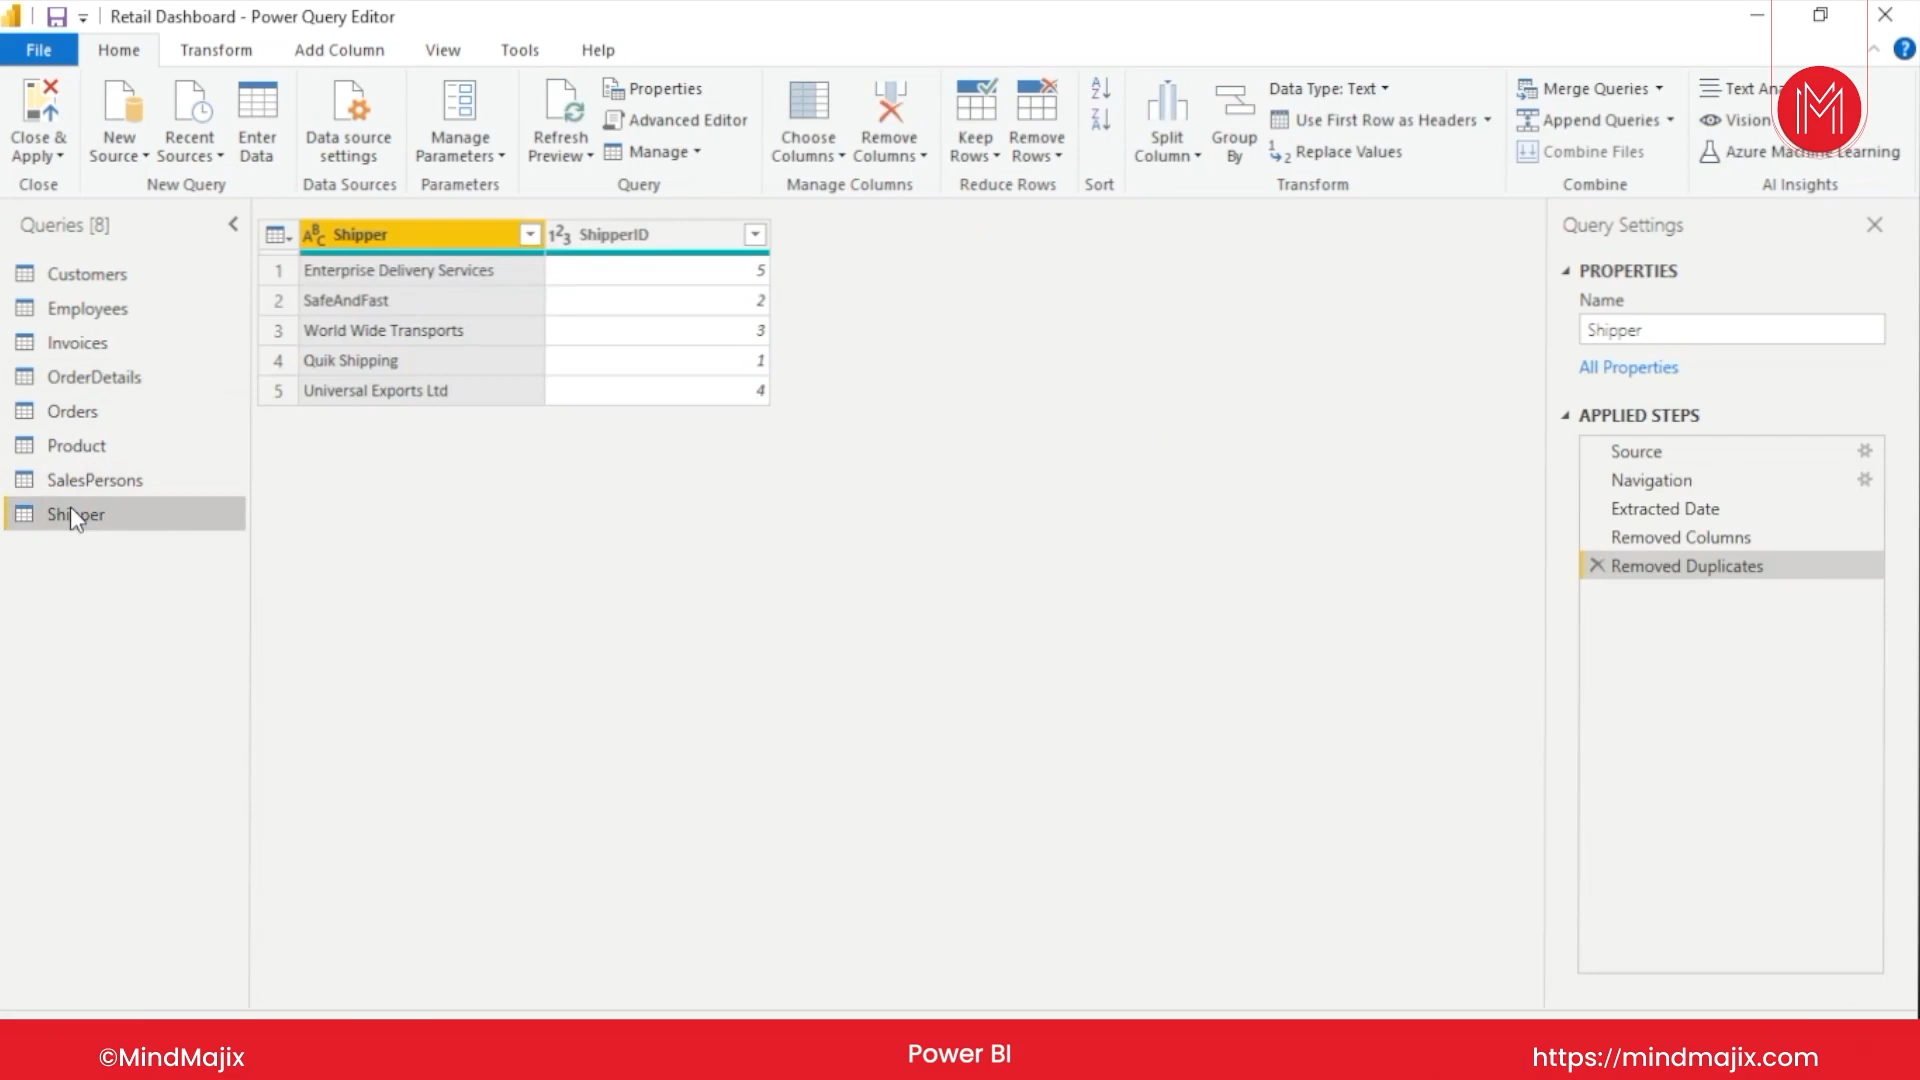 Retail Dashboard - Power Query Editor
File Home Transform Add Column View Tools Help
Close & Apply
Close
New Source
Recent Sources
Enter Data
New Query
Data source settings
Data Sources
Manage Parameters
Parameters
Refresh Preview
Properties
Advanced Editor
Manage
Query
Choose Columns
Remove Columns
Manage Columns
Keep Rows
Remove Rows
Reduce Rows
Sort
Split Column
Group By
Data Type: Text
Use First Row as Headers
Replace Values
Transform
Merge Queries
Append Queries
Combine Files
Combine
Text
Vision
Azure Machine Learning
AI Insights
Queries [8]
Customers
Employees
Invoices
OrderDetails
Orders
Product
SalesPersons
Shipper
Shipper ShipperID
1 Enterprise Delivery Services 5
2 SafeAndFast 2
3 World Wide Transports 3
4 Quik Shipping 1
5 Universal Exports Ltd 4
Query Settings
PROPERTIES
Name
Shipper
All Properties
APPLIED STEPS
Source
Navigation
Extracted Date
Removed Columns
Removed Duplicates
©MindMajix
Power BI
https://mindmajix.com